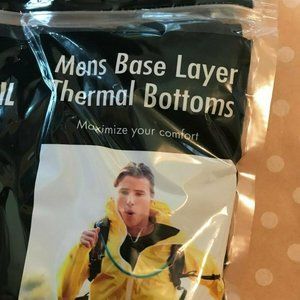 Mens Base Layer
Thermal Bottoms
Maximize your comfort